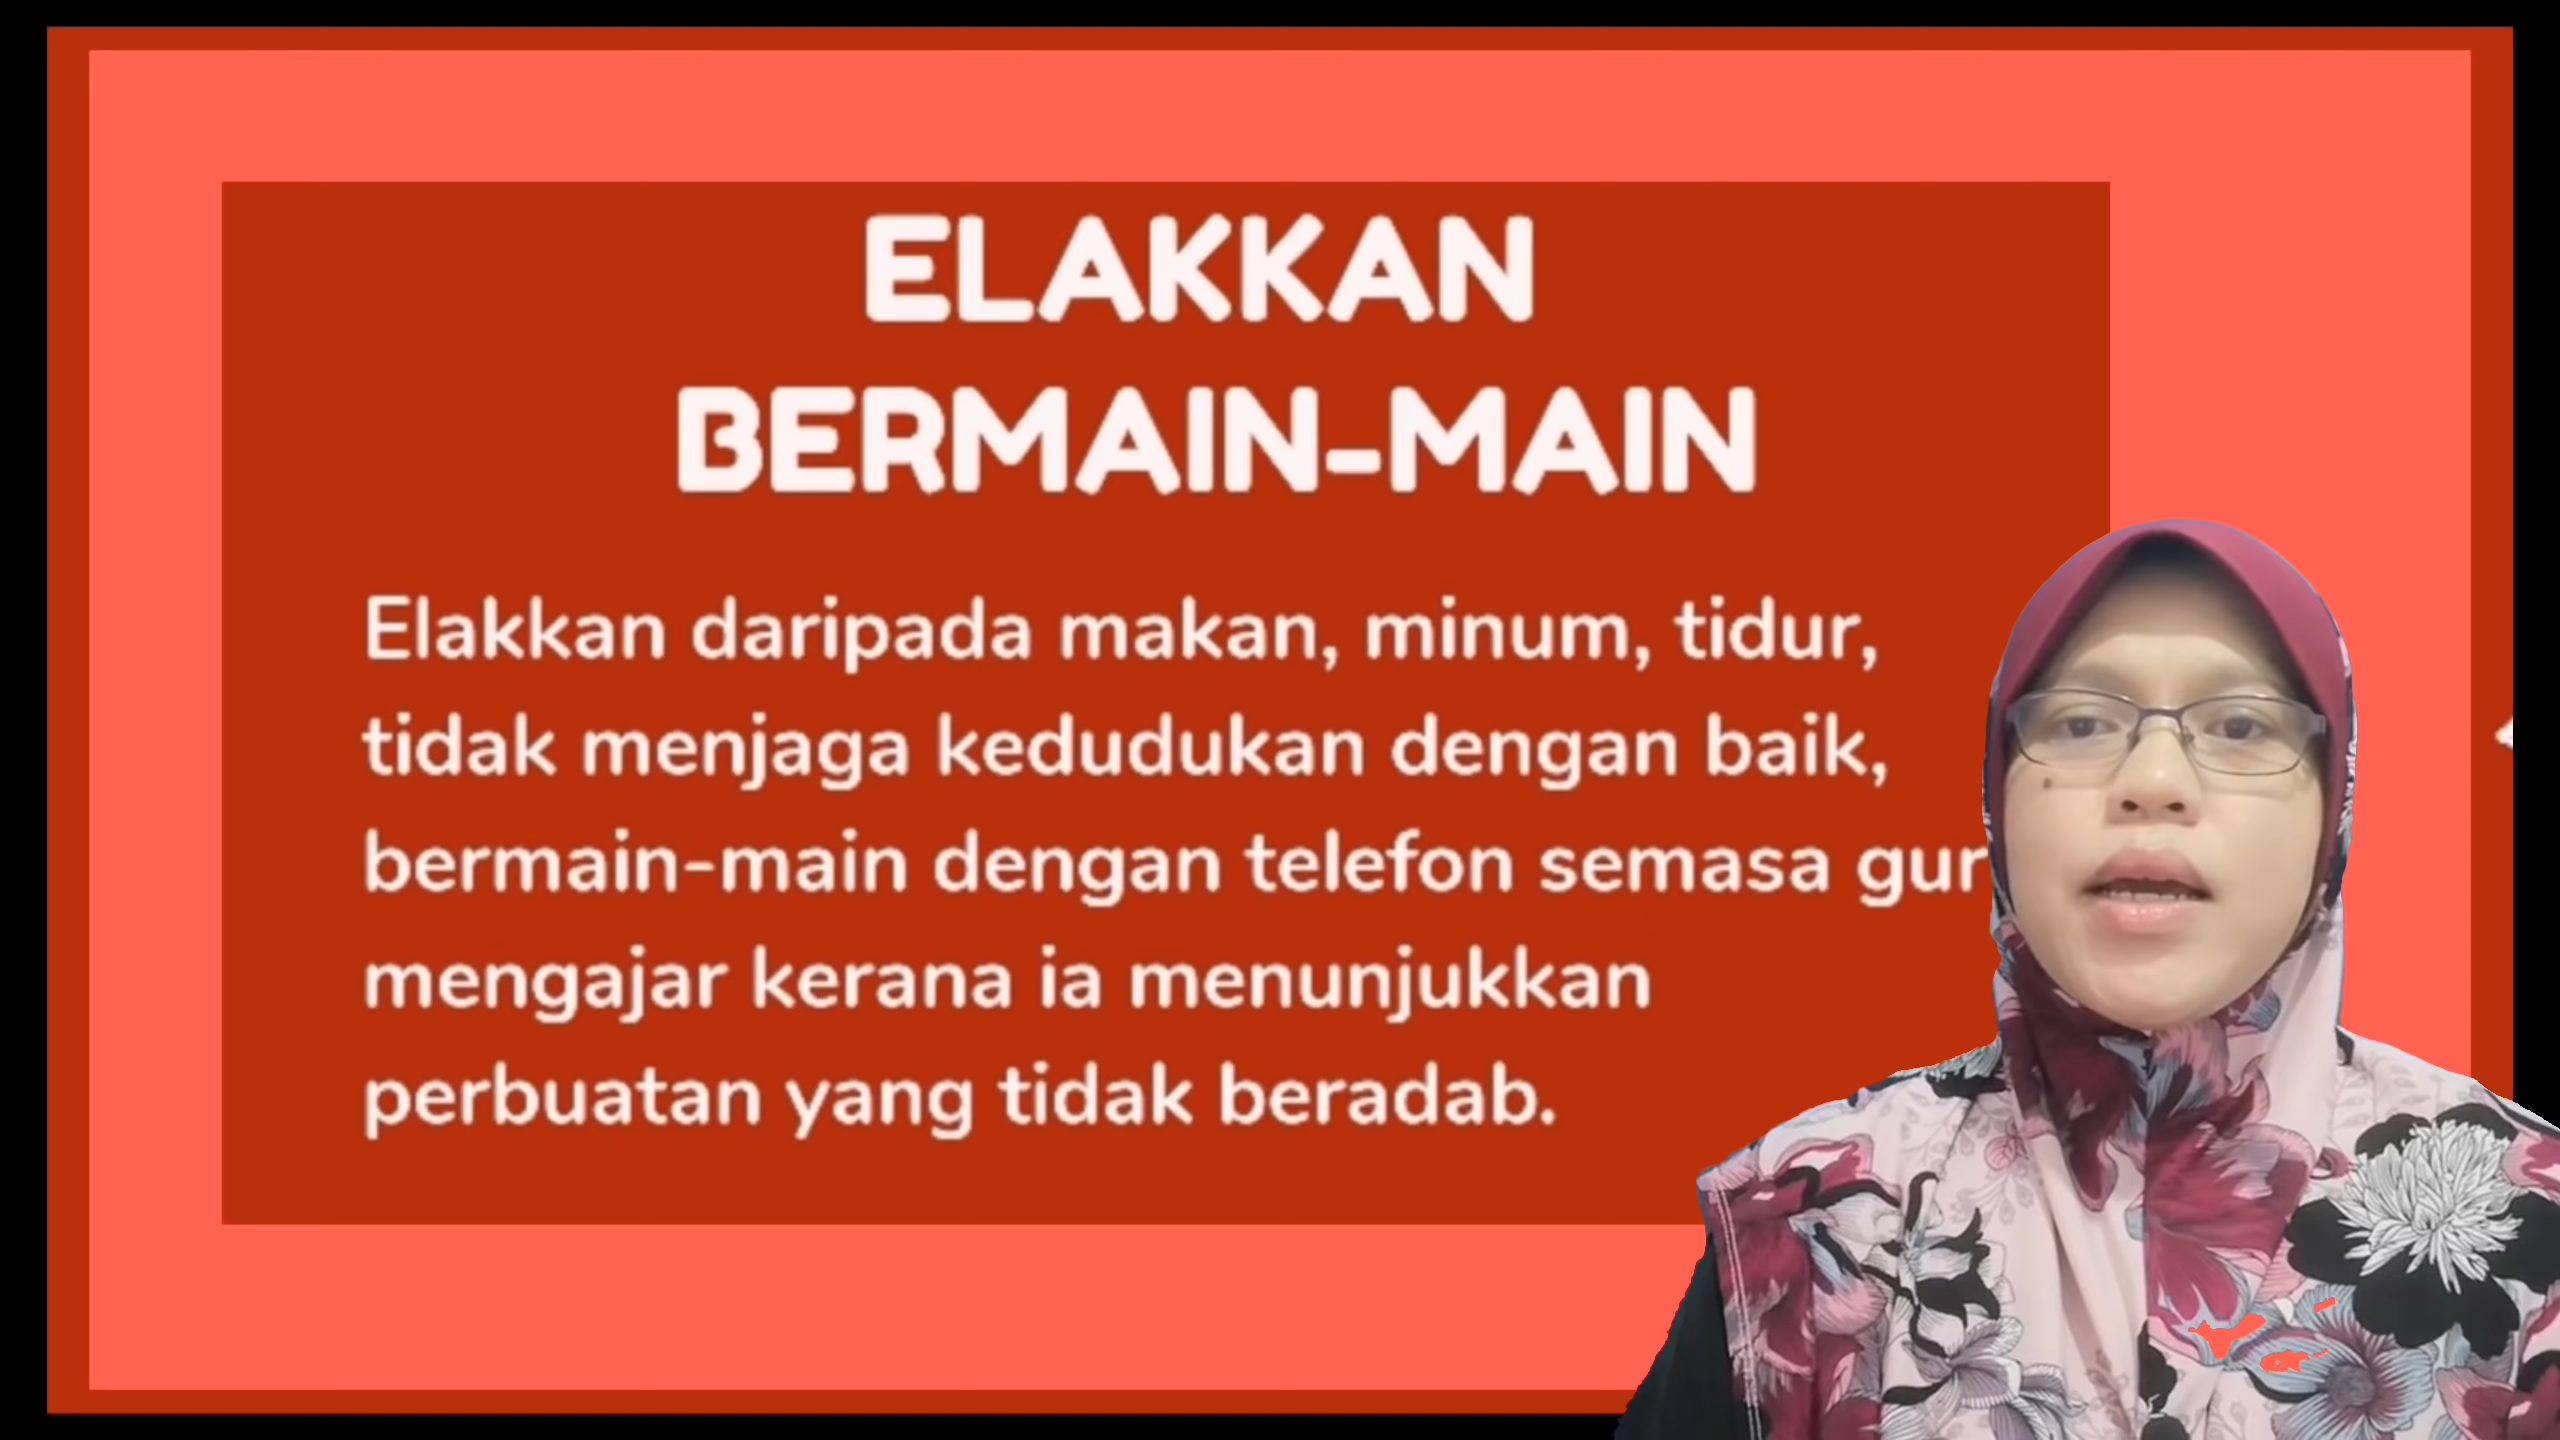 ELAKKAN
BERMAIN-MAIN
Elakkan daripada makan, minum, tidur,
tidak menjaga kedudukan dengan baik,
bermain-main dengan telefon semasa
mengajar kerana ia menunjukkan
perbuatan yang tidak beradab.